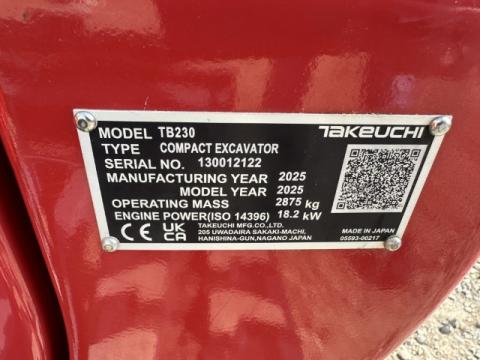 MODEL TB230 TAKEUCHI
TYPE COMPACT EXCAVATOR
SERIAL NO. 130012122
MANUFACTURING YEAR 2025
MODEL YEAR 2025
OPERATING MASS 2875 kg
ENGINE POWER(ISO 14396) 18.2 kW
CE UK CA
TAKEUCHI MFG.CO.,LTD.
205 UWADAIRA SAKAKI-MACHI,
HANISHINA-GUN,NAGANO JAPAN
MADE IN JAPAN
05593-00217